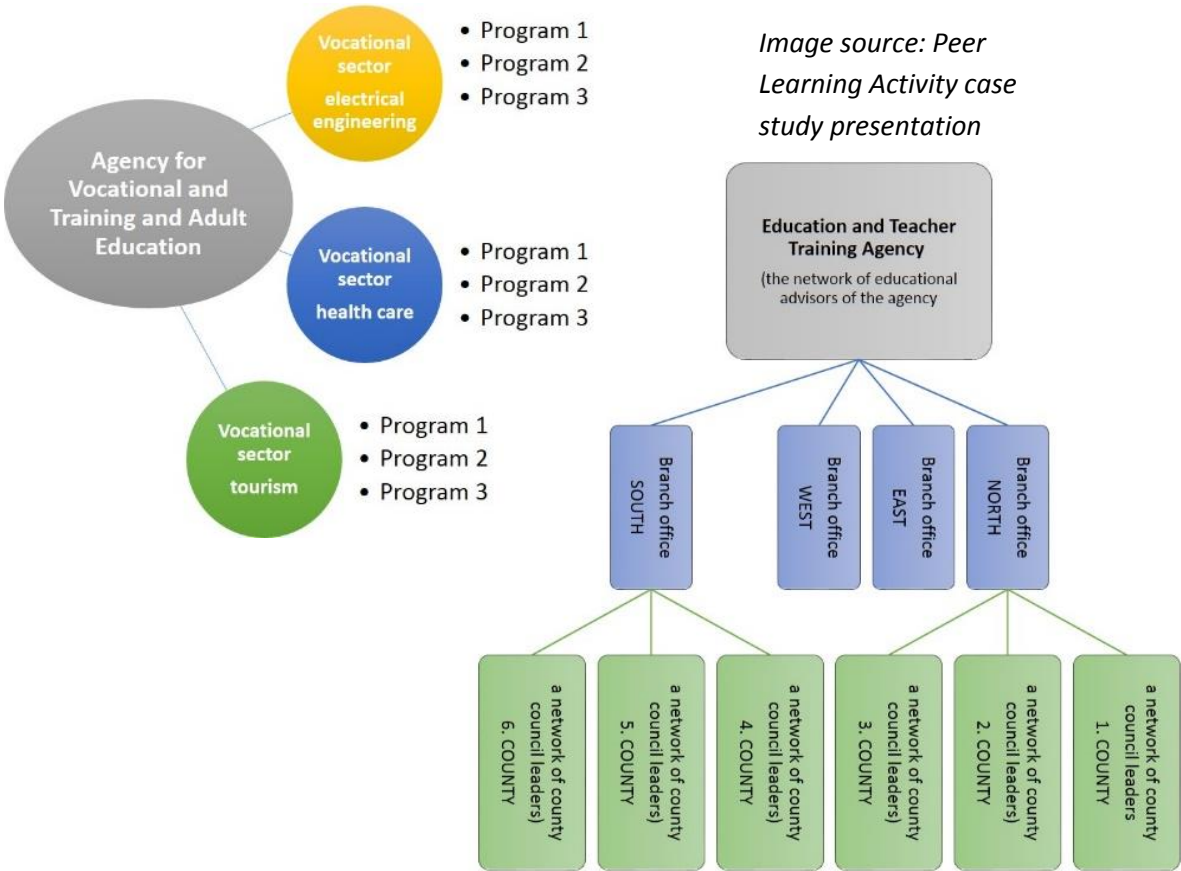 Agency for
Vocational and
Training and Adult
Education
Vocational
sector
electrical
engineering
• Program 1
• Program 2
• Program 3
Vocational
sector
health care
• Program 1
• Program 2
• Program 3
Vocational
sector
tourism
• Program 1
• Program 2
• Program 3
Image source: Peer
Learning Activity case
study presentation
Education and Teacher
Training Agency
(the network of educational
advisors of the agency
Branch office
SOUTH
Branch office
WEST
Branch office
EAST
Branch office
NORTH
a network of county
council leaders)
6. COUNTY
a network of county
council leaders)
5. COUNTY
a network of county
council leaders)
4. COUNTY
a network of county
council leaders)
3. COUNTY
a network of county
council leaders)
2. COUNTY
a network of county
council leaders
1. COUNTY